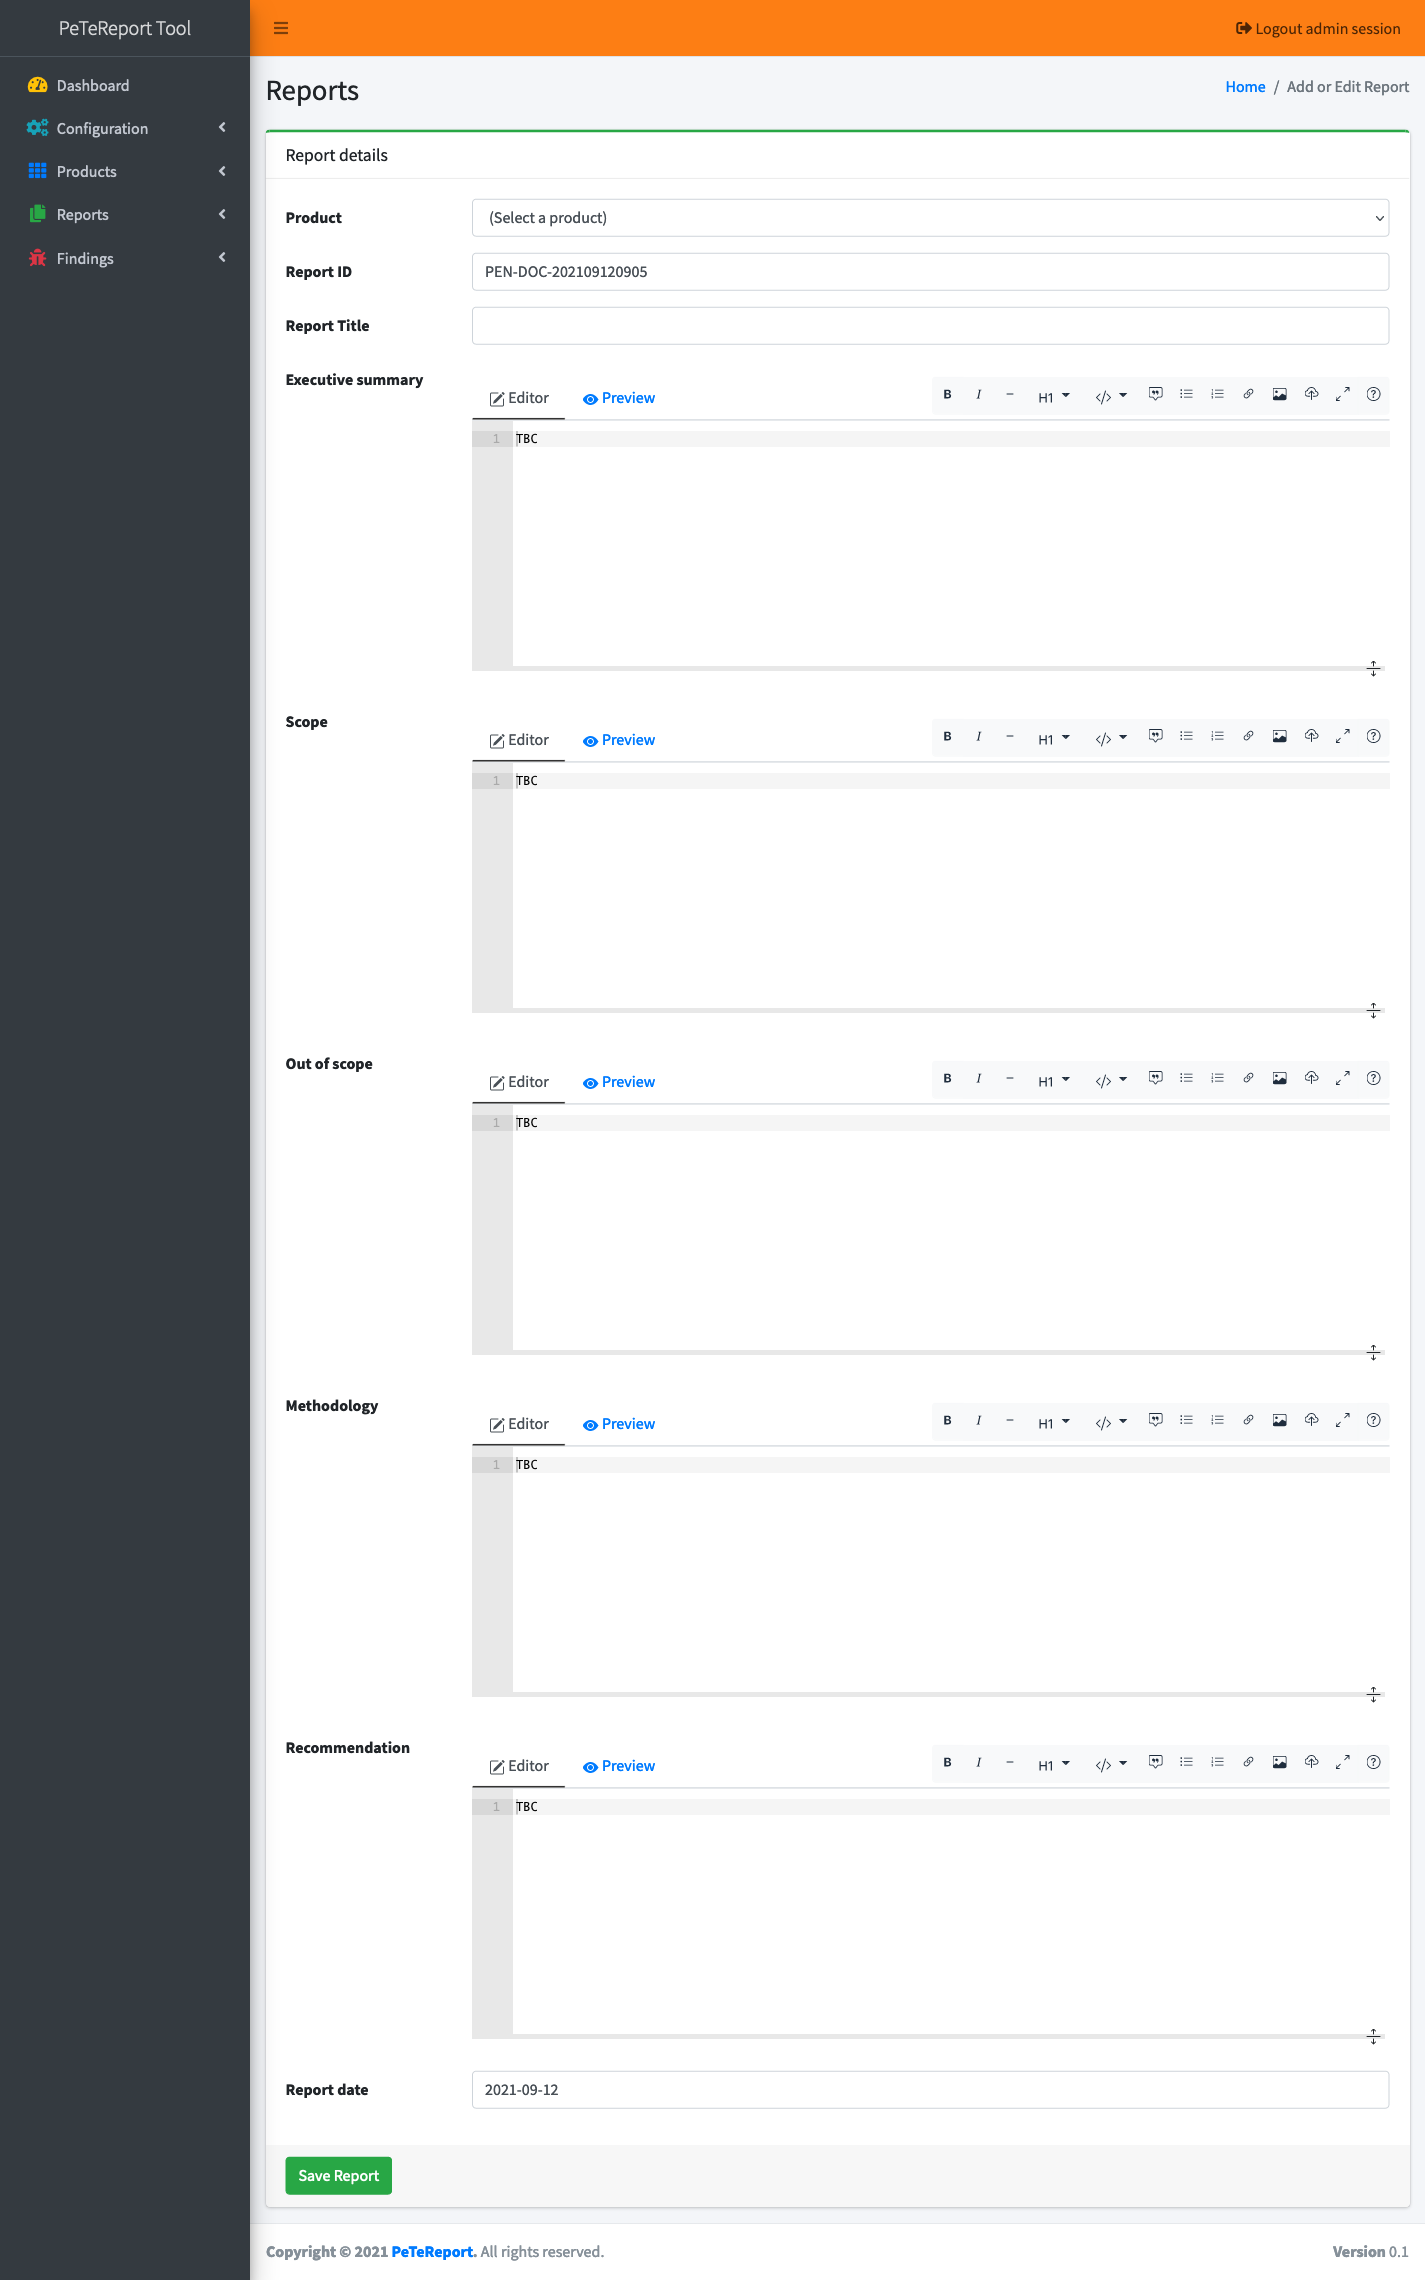 PeTeReport Tool
Logout admin session
Dashboard
Configuration
Products
Reports
Findings
Reports
Home / Add or Edit Report
Report details
Product
(Select a product)
Report ID
PEN-DOC-202109120905
Report Title
Executive summary
Editor
Preview
B I – H1 </>
1 TBC
Scope
Editor
Preview
B I – H1 </>
1 TBC
Out of scope
Editor
Preview
B I – H1 </>
1 TBC
Methodology
Editor
Preview
B I – H1 </>
1 TBC
Recommendation
Editor
Preview
B I – H1 </>
1 TBC
Report date
2021-09-12
Save Report
Copyright © 2021 PeTeReport. All rights reserved.
Version 0.1